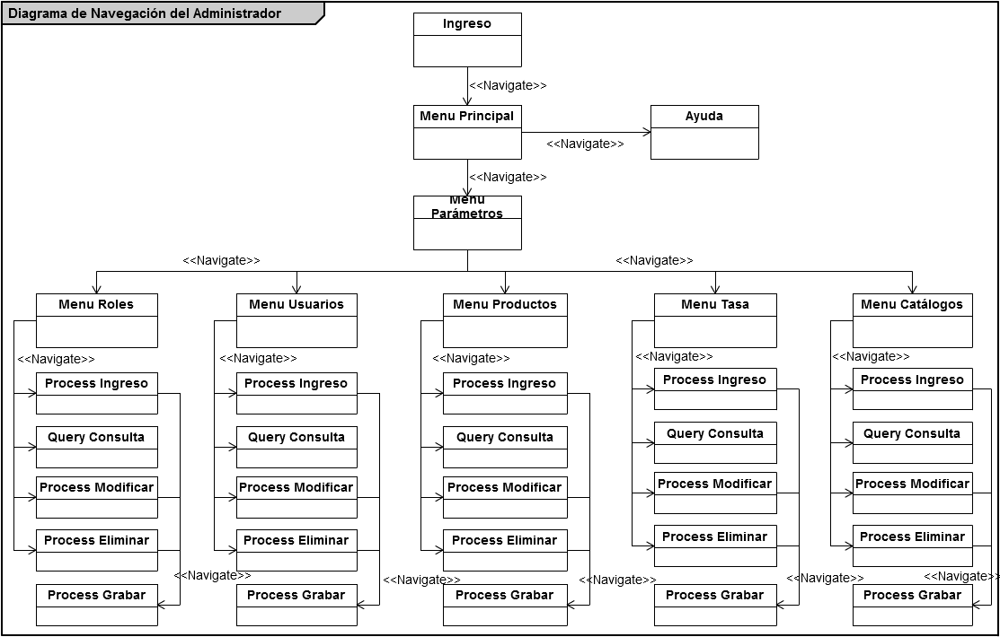 Diagrama de Navegación del Administrador
Ingreso
<<Navigate>>
Menu Principal
Ayuda
<<Navigate>>
<<Navigate>>
Menu
Parámetros
<<Navigate>>
<<Navigate>>
Menu Roles
Menu Usuarios
Menu Productos
Menu Tasa
Menu Catálogos
<<Navigate>>
<<Navigate>>
<<Navigate>>
<<Navigate>>
<<Navigate>>
Process Ingreso
Process Ingreso
Process Ingreso
Process Ingreso
Process Ingreso
Query Consulta
Query Consulta
Query Consulta
Query Consulta
Query Consulta
Process Modificar
Process Modificar
Process Modificar
Process Modificar
Process Modificar
Process Eliminar
Process Eliminar
Process Eliminar
Process Eliminar
Process Eliminar
<<Navigate>>
<<Navigate>>
<<Navigate>>
<<Navigate>>
<<Navigate>>
Process Grabar
Process Grabar
Process Grabar
Process Grabar
Process Grabar